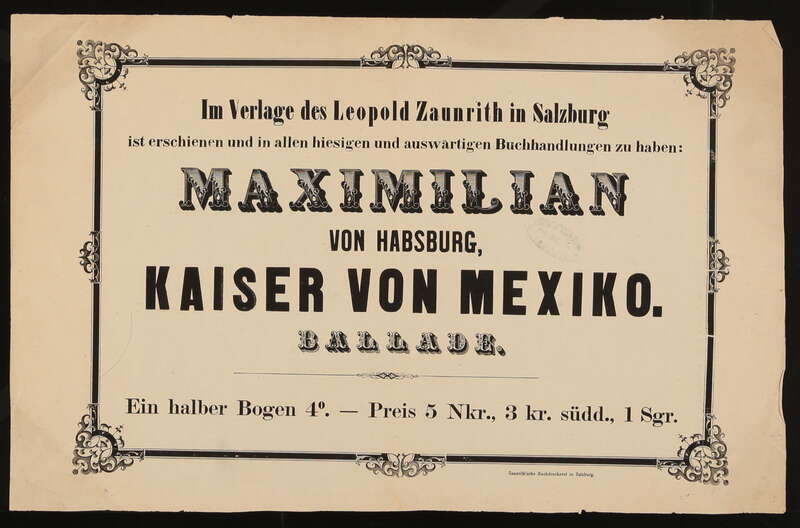 Im Verlage des Leopold Zaunrith in Salzburg
ist erschienen und in allen hiesigen und auswärtigen Buchhandlungen zu haben:
MAXIMILIAN
VON HABSBURG,
KAISER VON MEXIKO.
BALLADE.
Ein halber Bogen 4º. — Preis 5 Nkr., 3 kr. südd., 1 Sgr.
Zaunrith'sche Buchdruckerei in Salzburg.